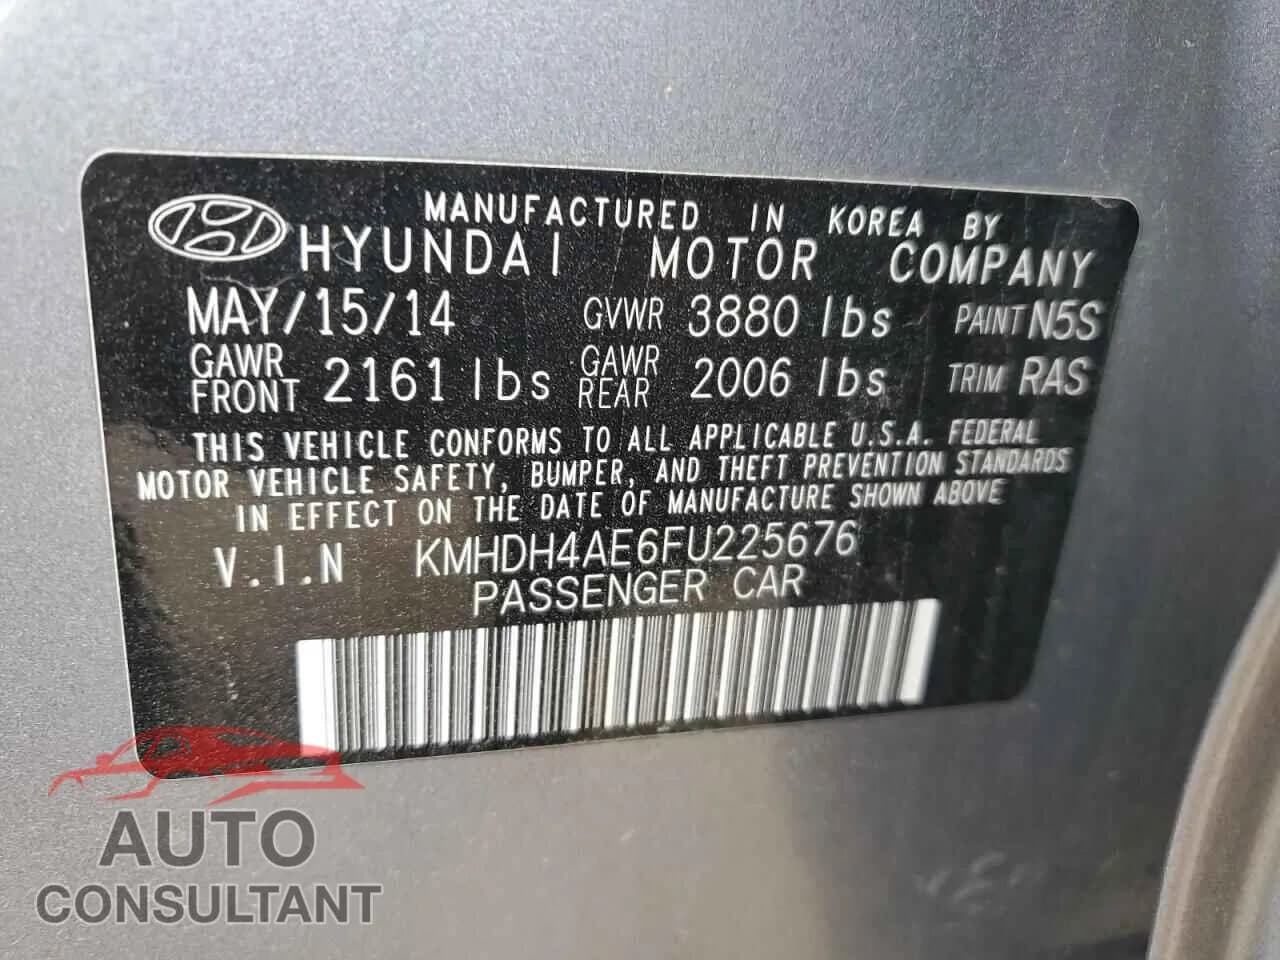 MANUFACTURED IN KOREA BY
HYUNDAI MOTOR COMPANY
MAY/15/14 GVWR 3880 lbs PAINT N5S
GAWR FRONT 2161 lbs GAWR REAR 2006 lbs TRIM RAS
THIS VEHICLE CONFORMS TO ALL APPLICABLE U.S.A. FEDERAL
MOTOR VEHICLE SAFETY, BUMPER, AND THEFT PREVENTION STANDARDS
IN EFFECT ON THE DATE OF MANUFACTURE SHOWN ABOVE
V.I.N KMHDH4AE6FU225676
PASSENGER CAR
AUTO
CONSULTANT